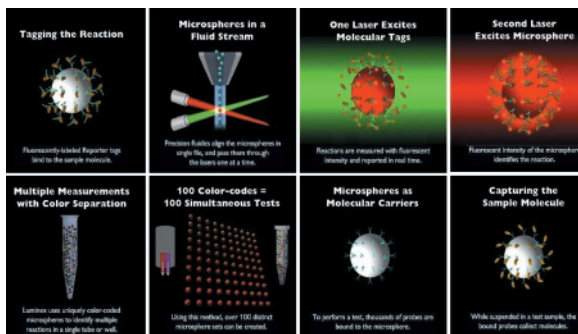 Tagging the Reaction
Fluorescently-labeled Reporter tags
bind to the sample molecule.
Microspheres in a
Fluid Stream
Precision fluidics align the microspheres in
single file, and pass them through
the lasers one at a time.
One Laser Excites
Molecular Tags
Reactions are measured with fluorescent
intensity and reported in real time.
Second Laser
Excites Microsphere
Fluorescent intensity of the microsphere
identifies the reaction.
Multiple Measurements
with Color Separation
Luminex uses uniquely color-coded
microspheres to identify multiple
reactions in a single tube or well.
100 Color-codes =
100 Simultaneous Tests
Using this method, over 100 distinct
microsphere sets can be created.
Microspheres as
Molecular Carriers
To perform a test, thousands of probes
are bound to the microsphere.
Capturing the
Sample Molecule
While suspended in a test sample, the
bound probes collect molecules.